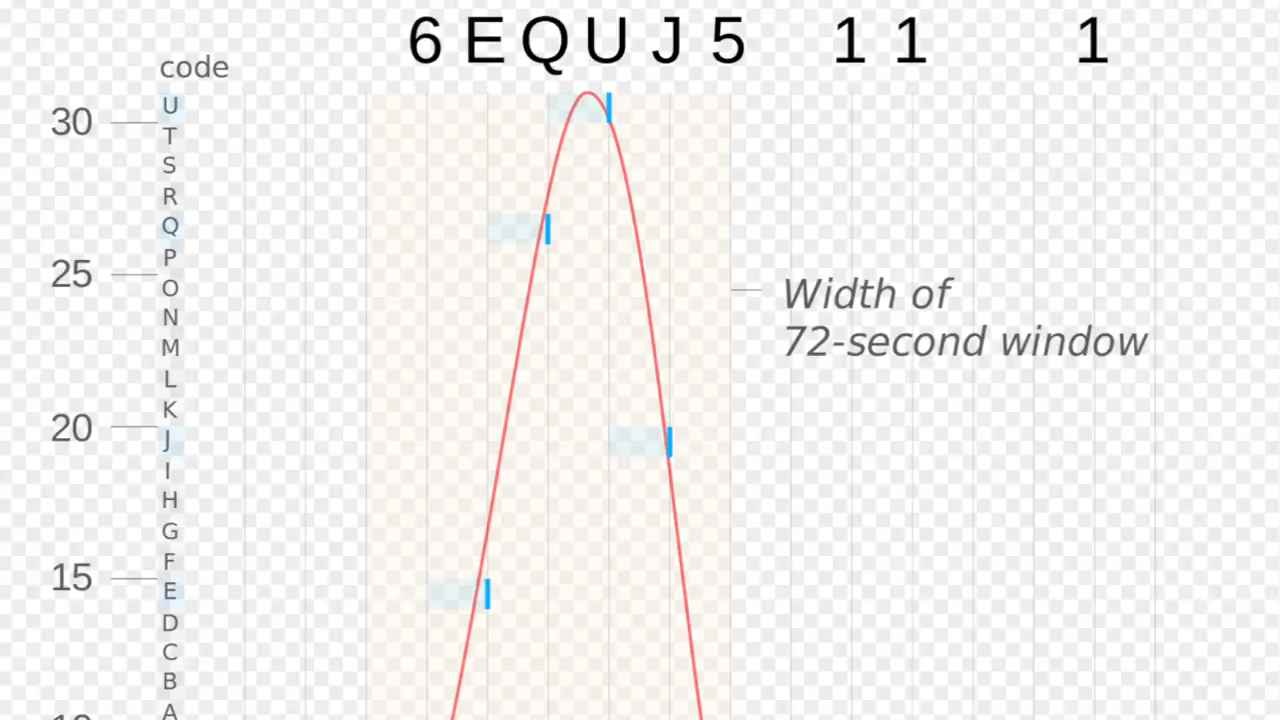 6 E Q U J 5 1 1 1
code
U
30
T
S
R
Q
P
25
O
N
M
L
K
20
J
I
H
G
F
15
E
D
C
B
A
Width of
72-second window